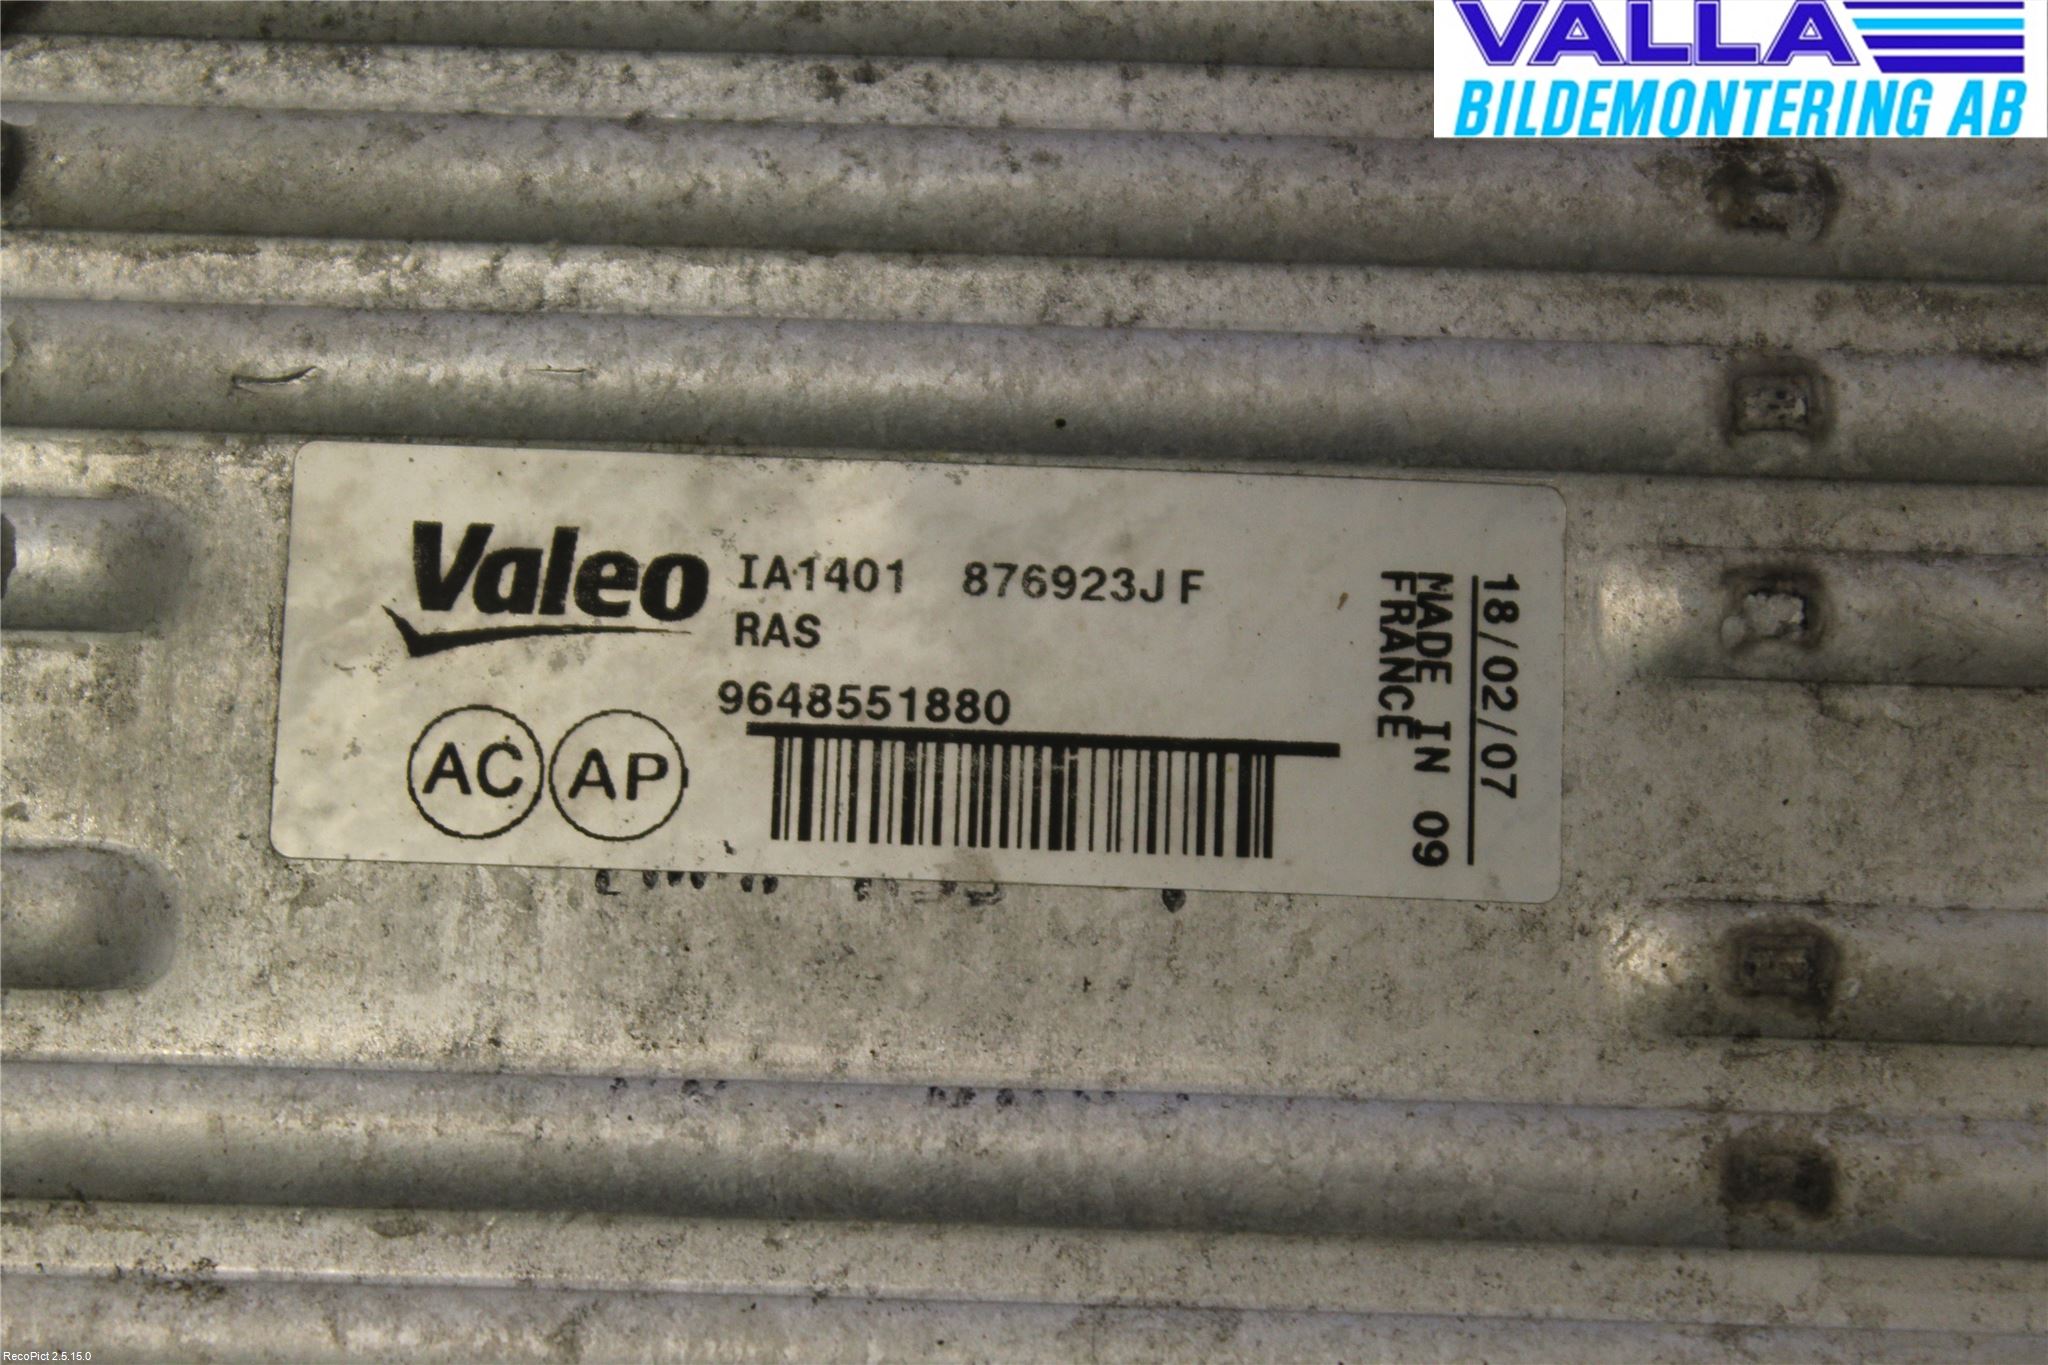 VALLA
BILDEMONTERING AB
Valeo
IA1401 876923J F
RAS
9648551880
AC AP
18/02/07
MADE IN 09
FRANCE
RecoPict 2.5.15.0